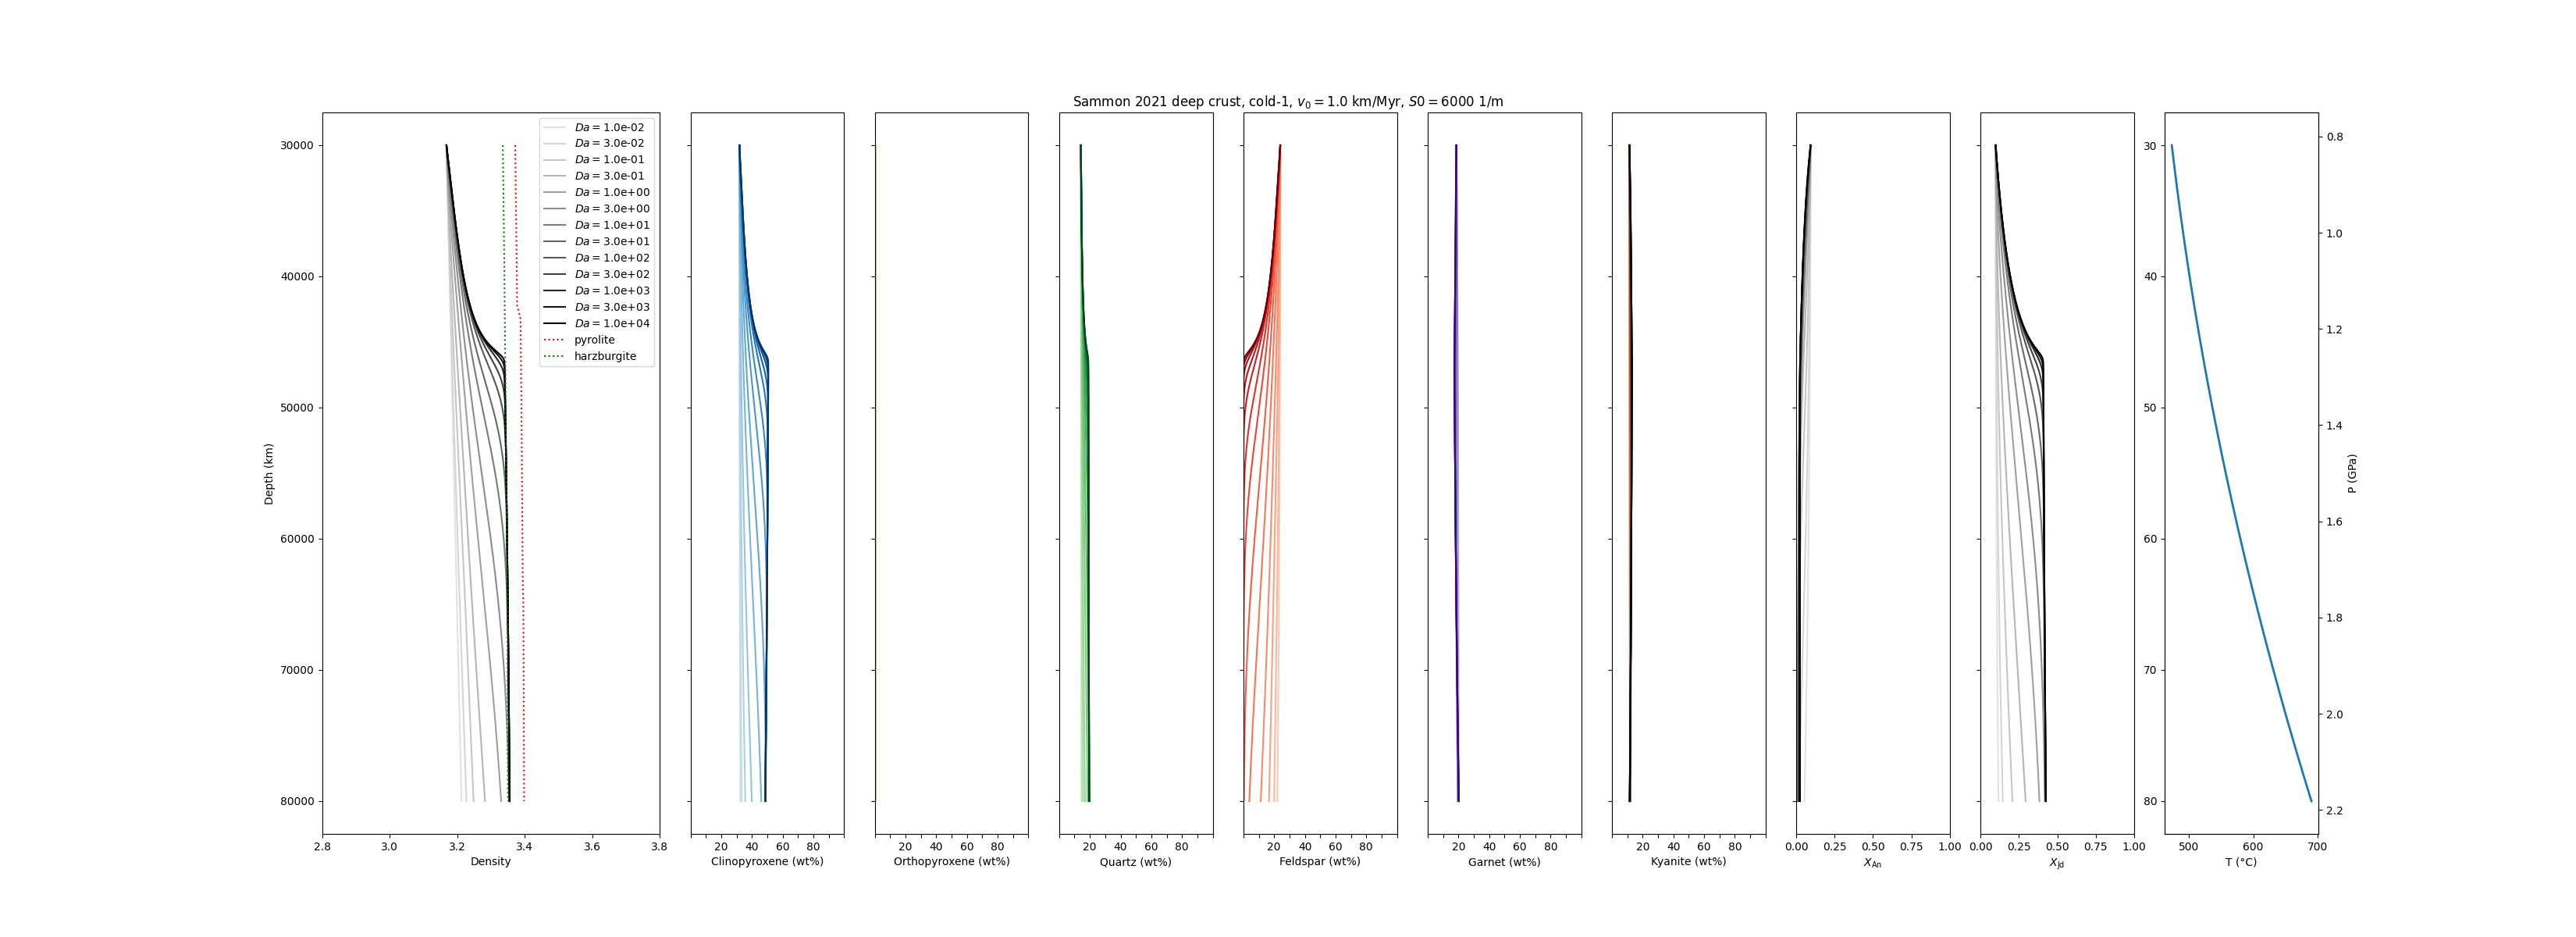 Sammon 2021 deep crust, cold-1, v₀ = 1.0 km/Myr, S0 = 6000 1/m
Da = 1.0e-02
Da = 3.0e-02
Da = 1.0e-01
Da = 3.0e-01
Da = 1.0e+00
Da = 3.0e+00
Da = 1.0e+01
Da = 3.0e+01
Da = 1.0e+02
Da = 3.0e+02
Da = 1.0e+03
Da = 3.0e+03
Da = 1.0e+04
pyrolite
harzburgite
30000
40000
50000
60000
70000
80000
Depth (km)
2.8 3.0 3.2 3.4 3.6 3.8
Density
20 40 60 80
Clinopyroxene (wt%)
20 40 60 80
Orthopyroxene (wt%)
20 40 60 80
Quartz (wt%)
20 40 60 80
Feldspar (wt%)
20 40 60 80
Garnet (wt%)
20 40 60 80
Kyanite (wt%)
0.00 0.25 0.50 0.75 1.00
X_An
0.00 0.25 0.50 0.75 1.00
X_Jd
30
40
50
60
70
80
500 600 700
T (°C)
0.8
1.0
1.2
1.4
1.6
1.8
2.0
2.2
P (GPa)